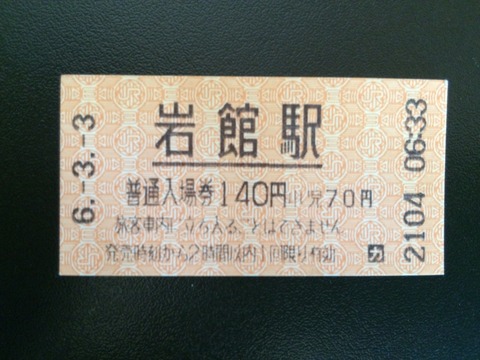 岩館駅
普通入場券140円小児70円
旅客車内に立ち入ることはできません
発売時刻から2時間以内1回限り有効
カ
6.-3.-3
2104 06:33